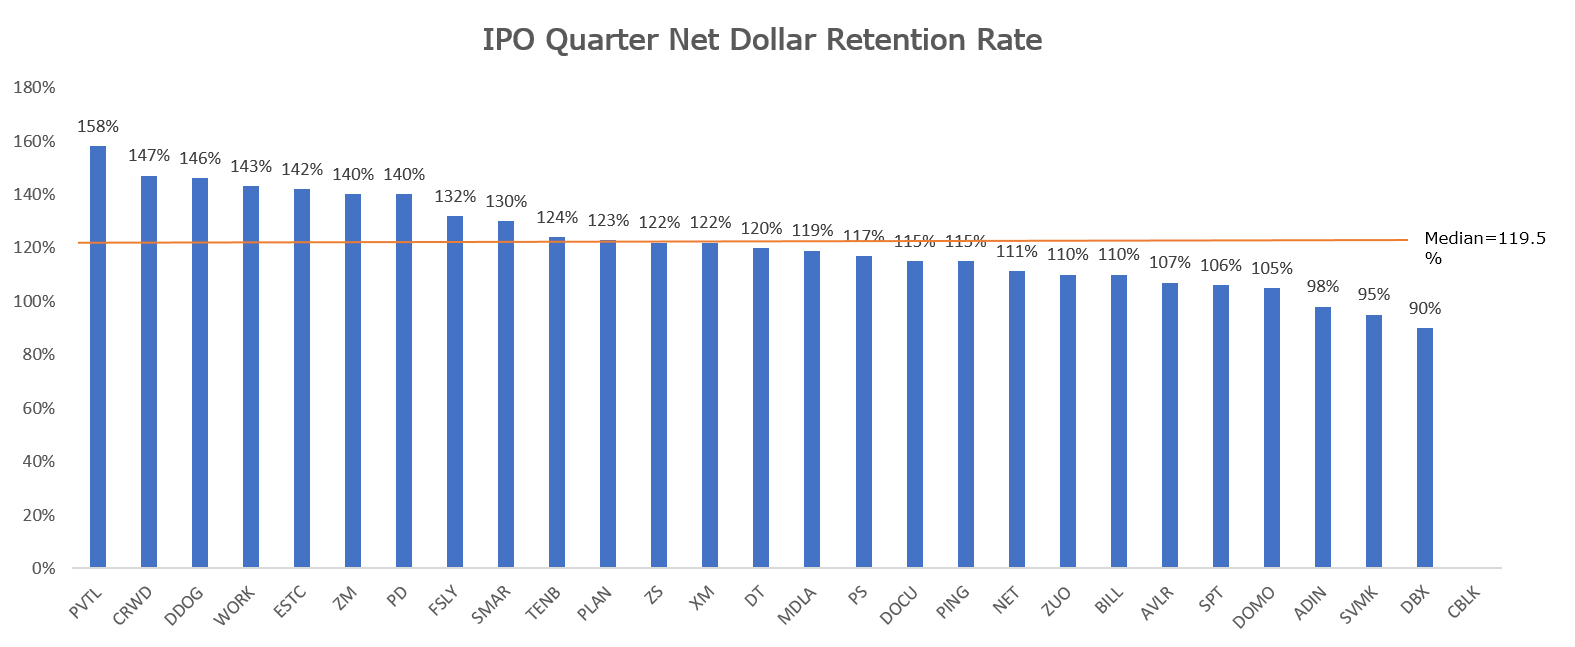 IPO Quarter Net Dollar Retention Rate
180%
160%
140%
120%
100%
80%
60%
40%
20%
0%
158%
147%
146%
143%
142%
140%
140%
132%
130%
124%
123%
122%
122%
120%
119%
117%
115%
115%
111%
110%
110%
107%
106%
105%
98%
95%
90%
Median=119.5
%
PVTL
CRWD
DDOG
WORK
ESTC
ZM
PD
FSLY
SMAR
TENB
PLAN
ZS
XM
DT
MDLA
PS
DOCU
PING
NET
ZUO
BILL
AVLR
SPT
DOMO
ADIN
SVMK
DBX
CBLK